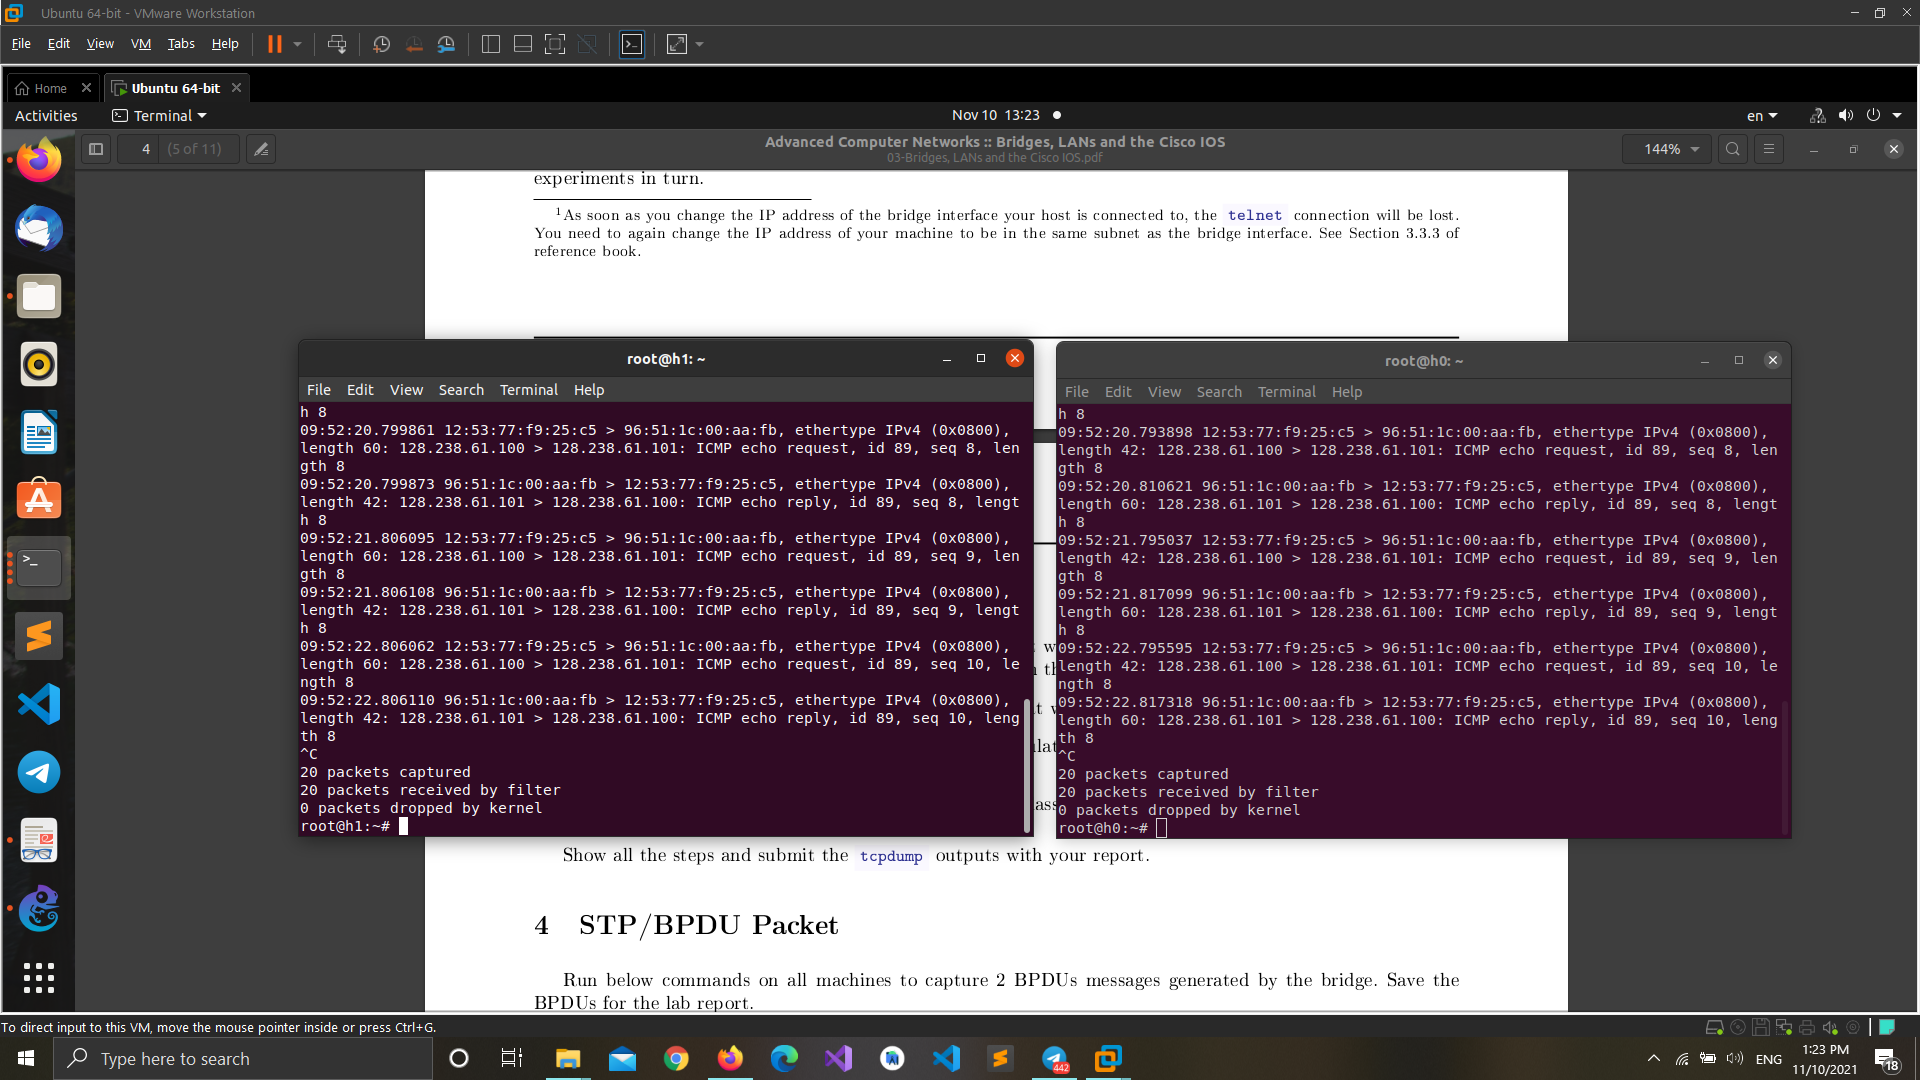 Ubuntu 64-bit - VMware Workstation
File Edit View VM Tabs Help
Home
Ubuntu 64-bit
Activities
Terminal
Nov 10 13:23
en
4 (5 of 11)
Advanced Computer Networks :: Bridges, LANs and the Cisco IOS
03-Bridges, LANs and the Cisco IOS.pdf
144%
experiments in turn.
1As soon as you change the IP address of the bridge interface your host is connected to, the telnet connection will be lost.
You need to again change the IP address of your machine to be in the same subnet as the bridge interface. See Section 3.3.3 of
reference book.
root@h1: ~
File Edit View Search Terminal Help
h 8
09:52:20.799861 12:53:77:f9:25:c5 > 96:51:1c:00:aa:fb, ethertype IPv4 (0x0800),
length 60: 128.238.61.100 > 128.238.61.101: ICMP echo request, id 89, seq 8, len
gth 8
09:52:20.799873 96:51:1c:00:aa:fb > 12:53:77:f9:25:c5, ethertype IPv4 (0x0800),
length 42: 128.238.61.101 > 128.238.61.100: ICMP echo reply, id 89, seq 8, lengt
h 8
09:52:21.806095 12:53:77:f9:25:c5 > 96:51:1c:00:aa:fb, ethertype IPv4 (0x0800),
length 60: 128.238.61.100 > 128.238.61.101: ICMP echo request, id 89, seq 9, len
gth 8
09:52:21.806108 96:51:1c:00:aa:fb > 12:53:77:f9:25:c5, ethertype IPv4 (0x0800),
length 42: 128.238.61.101 > 128.238.61.100: ICMP echo reply, id 89, seq 9, lengt
h 8
09:52:22.806062 12:53:77:f9:25:c5 > 96:51:1c:00:aa:fb, ethertype IPv4 (0x0800),
length 60: 128.238.61.100 > 128.238.61.101: ICMP echo request, id 89, seq 10, le
ngth 8
09:52:22.806110 96:51:1c:00:aa:fb > 12:53:77:f9:25:c5, ethertype IPv4 (0x0800),
length 42: 128.238.61.101 > 128.238.61.100: ICMP echo reply, id 89, seq 10, leng
th 8
^C
20 packets captured
20 packets received by filter
0 packets dropped by kernel
root@h1:~#
root@h0: ~
File Edit View Search Terminal Help
h 8
09:52:20.793898 12:53:77:f9:25:c5 > 96:51:1c:00:aa:fb, ethertype IPv4 (0x0800),
length 42: 128.238.61.100 > 128.238.61.101: ICMP echo request, id 89, seq 8, len
gth 8
09:52:20.810621 96:51:1c:00:aa:fb > 12:53:77:f9:25:c5, ethertype IPv4 (0x0800),
length 60: 128.238.61.101 > 128.238.61.100: ICMP echo reply, id 89, seq 8, lengt
h 8
09:52:21.795037 12:53:77:f9:25:c5 > 96:51:1c:00:aa:fb, ethertype IPv4 (0x0800),
length 42: 128.238.61.100 > 128.238.61.101: ICMP echo request, id 89, seq 9, len
gth 8
09:52:21.817099 96:51:1c:00:aa:fb > 12:53:77:f9:25:c5, ethertype IPv4 (0x0800),
length 60: 128.238.61.101 > 128.238.61.100: ICMP echo reply, id 89, seq 9, lengt
h 8
09:52:22.795595 12:53:77:f9:25:c5 > 96:51:1c:00:aa:fb, ethertype IPv4 (0x0800),
length 42: 128.238.61.100 > 128.238.61.101: ICMP echo request, id 89, seq 10, le
ngth 8
09:52:22.817318 96:51:1c:00:aa:fb > 12:53:77:f9:25:c5, ethertype IPv4 (0x0800),
length 60: 128.238.61.101 > 128.238.61.100: ICMP echo reply, id 89, seq 10, leng
th 8
^C
20 packets captured
20 packets received by filter
0 packets dropped by kernel
root@h0:~#
Show all the steps and submit the tcpdump outputs with your report.
4 STP/BPDU Packet
Run below commands on all machines to capture 2 BPDUs messages generated by the bridge. Save the
BPDUs for the lab report.
To direct input to this VM, move the mouse pointer inside or press Ctrl+G.
Type here to search
442
ENG
1:23 PM
11/10/2021
18